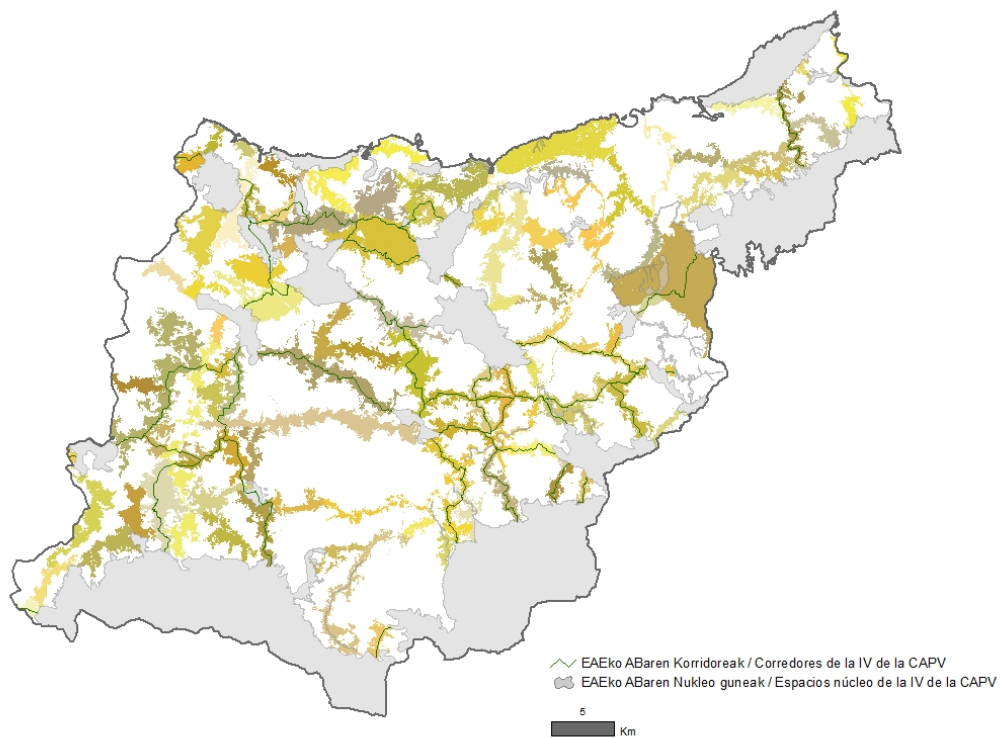 EAEko ABaren Korridoreak / Corredores de la IV de la CAPV
EAEko ABaren Nukleo guneak / Espacios núcleo de la IV de la CAPV
5
Km